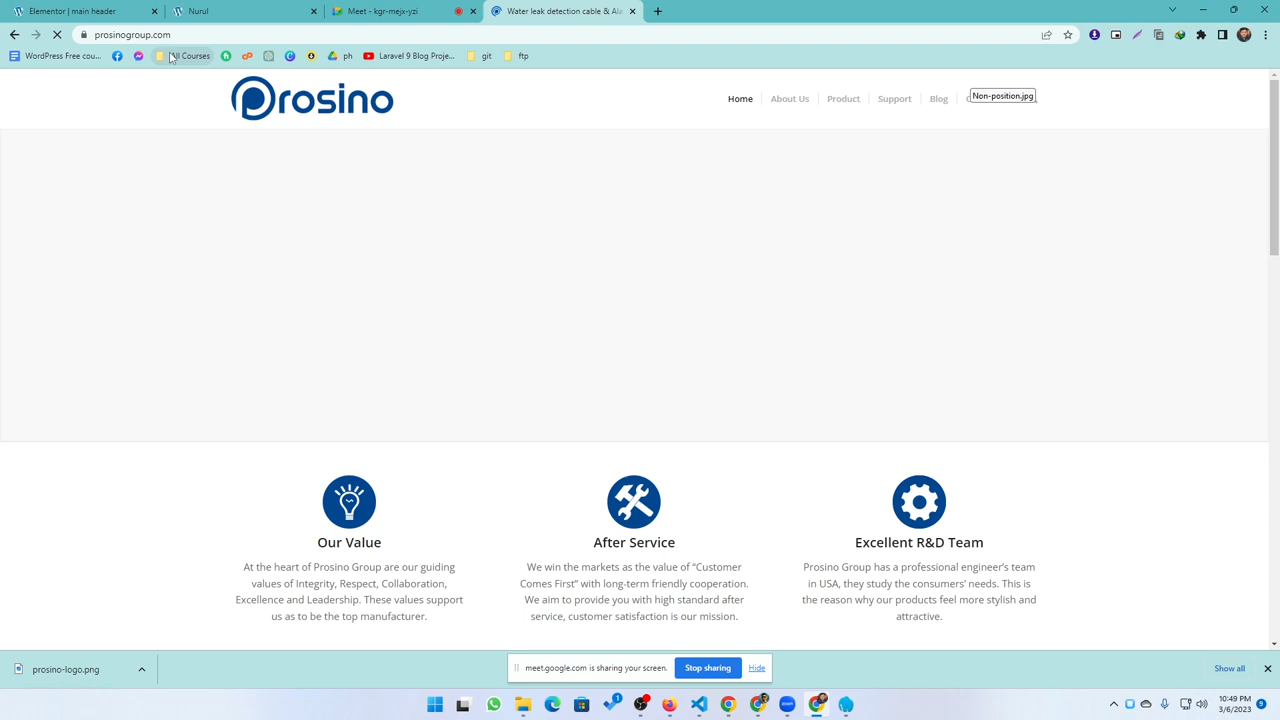 Elementor | main header
Nurul
Meet - kgr-mejx-yzi
Water leak detection cable & Ala
prosinogroup.com
WordPress Free cou...
All Courses
ph
Laravel 9 Blog Proje...
git
ftp
Prosino
Home
About Us
Product
Support
Blog
Non-position.jpg
Our Value
At the heart of Prosino Group are our guiding
values of Integrity, Respect, Collaboration,
Excellence and Leadership. These values support
us as to be the top manufacturer.
After Service
We win the markets as the value of “Customer
Comes First” with long-term friendly cooperation.
We aim to provide you with high standard after
service, customer satisfaction is our mission.
Excellent R&D Team
Prosino Group has a professional engineer’s team
in USA, they study the consumers’ needs. This is
the reason why our products feel more stylish and
attractive.
prosino-logo.png
meet.google.com is sharing your screen.
Stop sharing
Hide
Show all
1
zoom
10:49 PM
3/6/2023
9